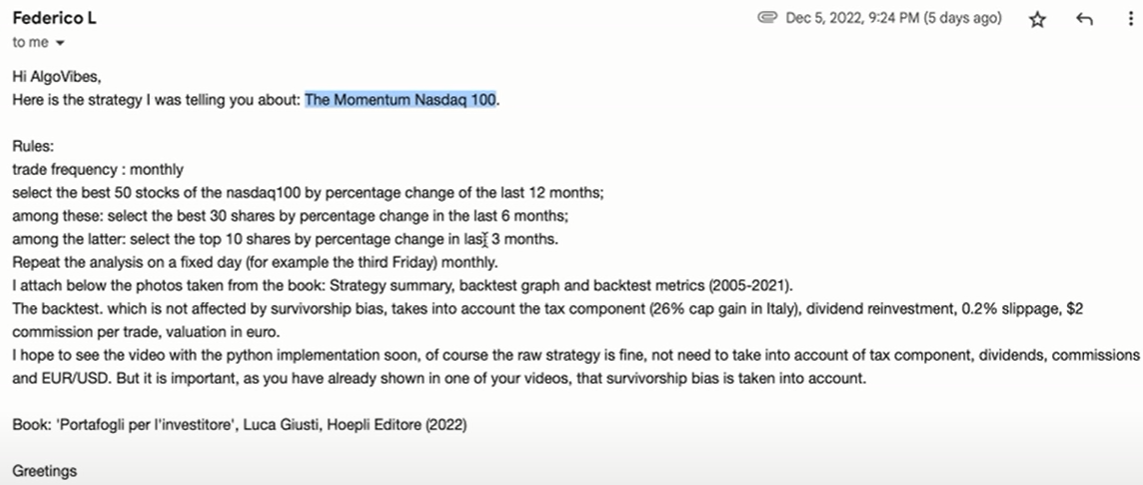 Federico L
Dec 5, 2022, 9:24 PM (5 days ago)
to me
Hi AlgoVibes,
Here is the strategy I was telling you about: The Momentum Nasdaq 100.
Rules:
trade frequency : monthly
select the best 50 stocks of the nasdaq100 by percentage change of the last 12 months;
among these: select the best 30 shares by percentage change in the last 6 months;
among the latter: select the top 10 shares by percentage change in last 3 months.
Repeat the analysis on a fixed day (for example the third Friday) monthly.
I attach below the photos taken from the book: Strategy summary, backtest graph and backtest metrics (2005-2021).
The backtest. which is not affected by survivorship bias, takes into account the tax component (26% cap gain in Italy), dividend reinvestment, 0.2% slippage, $2
commission per trade, valuation in euro.
I hope to see the video with the python implementation soon, of course the raw strategy is fine, not need to take into account of tax component, dividends, commissions
and EUR/USD. But it is important, as you have already shown in one of your videos, that survivorship bias is taken into account.
Book: 'Portafogli per l'investitore', Luca Giusti, Hoepli Editore (2022)
Greetings